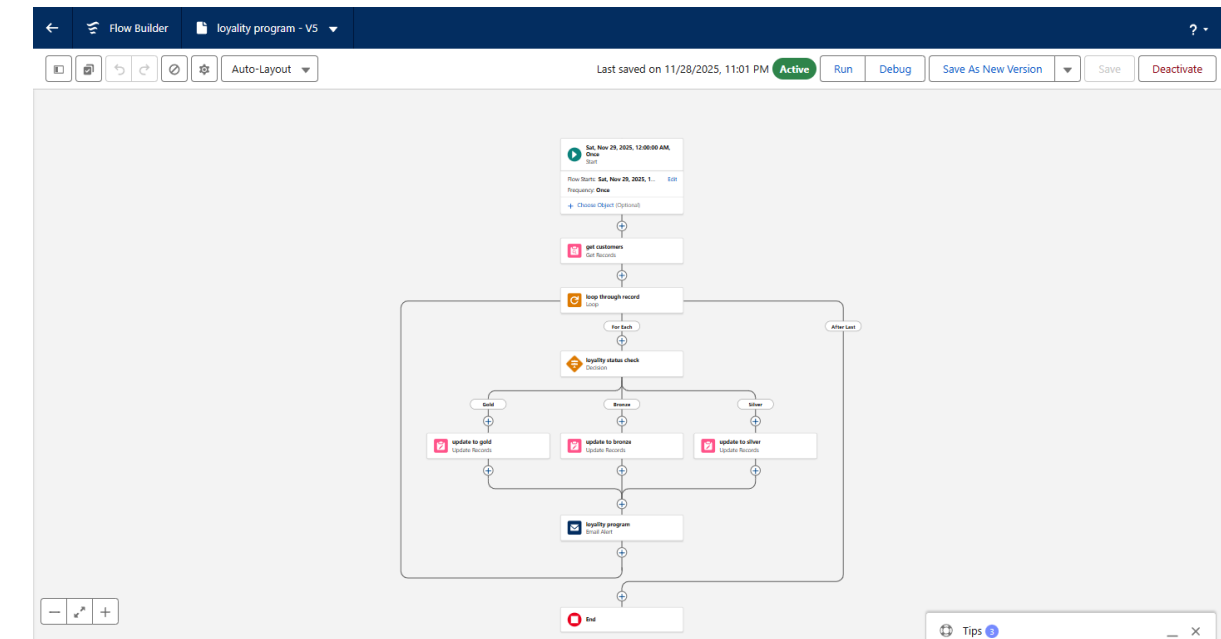 Flow Builder
loyality program - V5
? 
Auto-Layout
Last saved on 11/28/2025, 11:01 PM
Active
Run
Debug
Save As New Version
Save
Deactivate
Sat, Nov 29, 2025, 12:00:00 AM,
Once
Start
Flow Starts: Sat, Nov 29, 2025, 1...
Edit
Frequency: Once
+ Choose Object (Optional)
get customers
Get Records
loop through record
Loop
For Each
After Last
loyality status check
Decision
Gold
Bronze
Silver
update to gold
Update Records
update to bronze
Update Records
update to silver
Update Records
loyality program
Email Alert
End
Tips 3